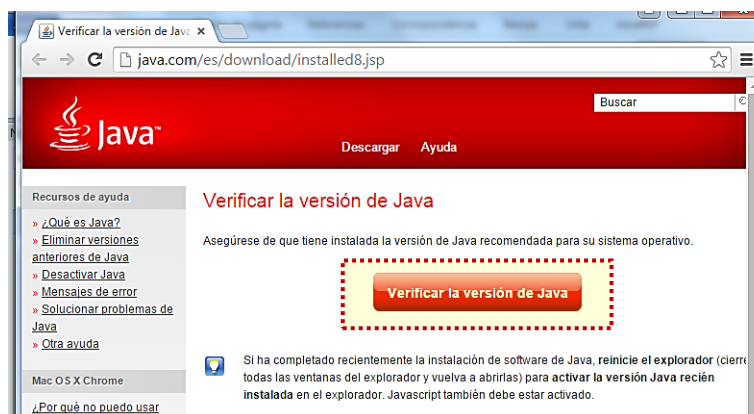 Verificar la versión de Java
java.com/es/download/installed8.jsp
Buscar
Java™
Descargar Ayuda
Recursos de ayuda
» ¿Qué es Java?
» Eliminar versiones
anteriores de Java
» Desactivar Java
» Mensajes de error
» Solucionar problemas de
Java
» Otra ayuda
Mac OS X Chrome
¿Por qué no puedo usar
Verificar la versión de Java
Asegúrese de que tiene instalada la versión de Java recomendada para su sistema operativo.
Verificar la versión de Java
Si ha completado recientemente la instalación de software de Java, reinicie el explorador (cierre
todas las ventanas del explorador y vuelva a abrirlas) para activar la versión Java recién
instalada en el explorador. Javascript también debe estar activado.